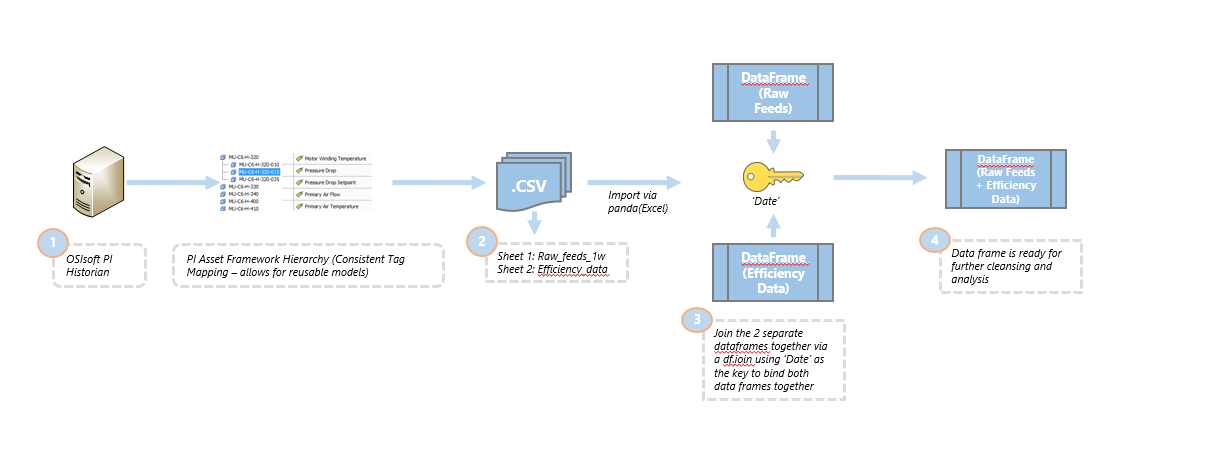 1
OSIsoft PI
Historian
MU-C6-H-320
MU-C6-H-320-010
MU-C6-H-320-015
MU-C6-H-320-035
MU-C6-H-330
MU-C6-H-340
MU-C6-H-400
MU-C6-H-410
Motor Winding Temperature
Pressure Drop
Pressure Drop Setpoint
Primary Air Flow
Primary Air Temperature
PI Asset Framework Hierarchy (Consistent Tag
Mapping – allows for reusable models)
.CSV
2
Sheet 1: Raw_feeds_1w
Sheet 2: Efficiency_data
Import via
panda(Excel)
DataFrame
(Raw
Feeds)
'Date'
DataFrame
(Efficiency
Data)
3
Join the 2 separate
dataframes together via
a df.join using 'Date' as
the key to bind both
data frames together
DataFrame
(Raw Feeds
+ Efficiency
Data)
4
Data frame is ready for
further cleansing and
analysis